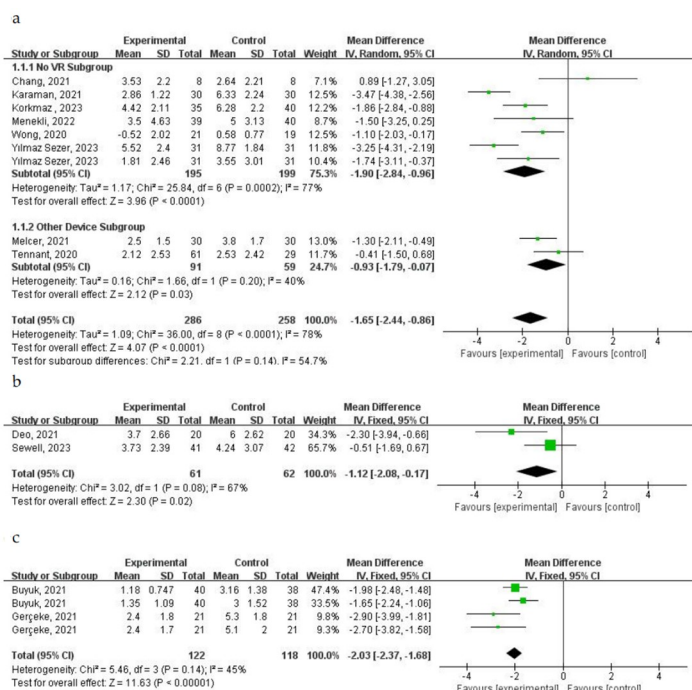 a
Experimental Control Mean Difference Mean Difference
Study or Subgroup Mean SD Total Mean SD Total Weight IV, Random, 95% CI IV, Random, 95% CI
1.1.1 No VR Subgroup
Chang, 2021 3.53 2.2 8 2.64 2.21 8 7.1% 0.89 [-1.27, 3.05]
Karaman, 2021 2.86 1.22 30 6.33 2.24 30 12.7% -3.47 [-4.38, -2.56]
Korkmaz , 2023 4.42 2.11 35 6.28 2.2 40 12.4% -1.86 [-2.84, -0.88]
Menekli, 2022 3.5 4.63 39 5 3.13 40 8.7% -1.50 [-3.25, 0.25]
Wong, 2020 -0.52 2.02 21 0.58 0.77 19 12.6% -1.10 [-2.03, -0.17]
Yılmaz Sezer, 2023 5.52 2.4 31 8.77 1.84 31 11.9% -3.25 [-4.31, -2.19]
Yılmaz Sezer, 2023 1.81 2.46 31 3.55 3.01 31 10.4% -1.74 [-3.11, -0.37]
Subtotal (95% CI) 195 199 75.3% -1.90 [-2.84, -0.96]
Heterogeneity: Tau² = 1.17; Chi² = 25.84, df = 6 (P = 0.0002); I² = 77%
Test for overall effect: Z = 3.96 (P < 0.0001)
1.1.2 Other Device Subgroup
Melcer, 2021 2.5 1.5 30 3.8 1.7 30 13.0% -1.30 [-2.11, -0.49]
Tennant, 2020 2.12 2.53 61 2.53 2.42 29 11.7% -0.41 [-1.50, 0.68]
Subtotal (95% CI) 91 59 24.7% -0.93 [-1.79, -0.07]
Heterogeneity: Tau² = 0.16; Chi² = 1.66, df = 1 (P = 0.20); I² = 40%
Test for overall effect: Z = 2.12 (P = 0.03)
Total (95% CI) 286 258 100.0% -1.65 [-2.44, -0.86]
Heterogeneity: Tau² = 1.09; Chi² = 36.00, df = 8 (P < 0.0001); I² = 78%
Test for overall effect: Z = 4.07 (P < 0.0001)
Test for subgroup differences: Chi² = 2.21, df = 1 (P = 0.14), I² = 54.7%
-4 -2 0 2 4
Favours [experimental] Favours [control]
b
Experimental Control Mean Difference Mean Difference
Study or Subgroup Mean SD Total Mean SD Total Weight IV, Fixed, 95% CI IV, Fixed, 95% CI
Deo, 2021 3.7 2.66 20 6 2.62 20 34.3% -2.30 [-3.94, -0.66]
Sewell, 2023 3.73 2.39 41 4.24 3.07 42 65.7% -0.51 [-1.69, 0.67]
Total (95% CI) 61 62 100.0% -1.12 [-2.08, -0.17]
Heterogeneity: Chi² = 3.02, df = 1 (P = 0.08); I² = 67%
Test for overall effect: Z = 2.30 (P = 0.02)
-4 -2 0 2 4
Favours [experimental] Favours [control]
c
Experimental Control Mean Difference Mean Difference
Study or Subgroup Mean SD Total Mean SD Total Weight IV, Fixed, 95% CI IV, Fixed, 95% CI
Buyuk, 2021 1.18 0.747 40 3.16 1.38 38 47.4% -1.98 [-2.48, -1.48]
Buyuk, 2021 1.35 1.09 40 3 1.52 38 33.5% -1.65 [-2.24, -1.06]
Gerçeke, 2021 2.4 1.8 21 5.3 1.8 21 9.9% -2.90 [-3.99, -1.81]
Gerçeke, 2021 2.4 1.7 21 5.1 2 21 9.3% -2.70 [-3.82, -1.58]
Total (95% CI) 122 118 100.0% -2.03 [-2.37, -1.68]
Heterogeneity: Chi² = 5.46, df = 3 (P = 0.14); I² = 45%
Test for overall effect: Z = 11.63 (P < 0.00001)
-4 -2 0 2 4
Favours [experimental] Favours [control]